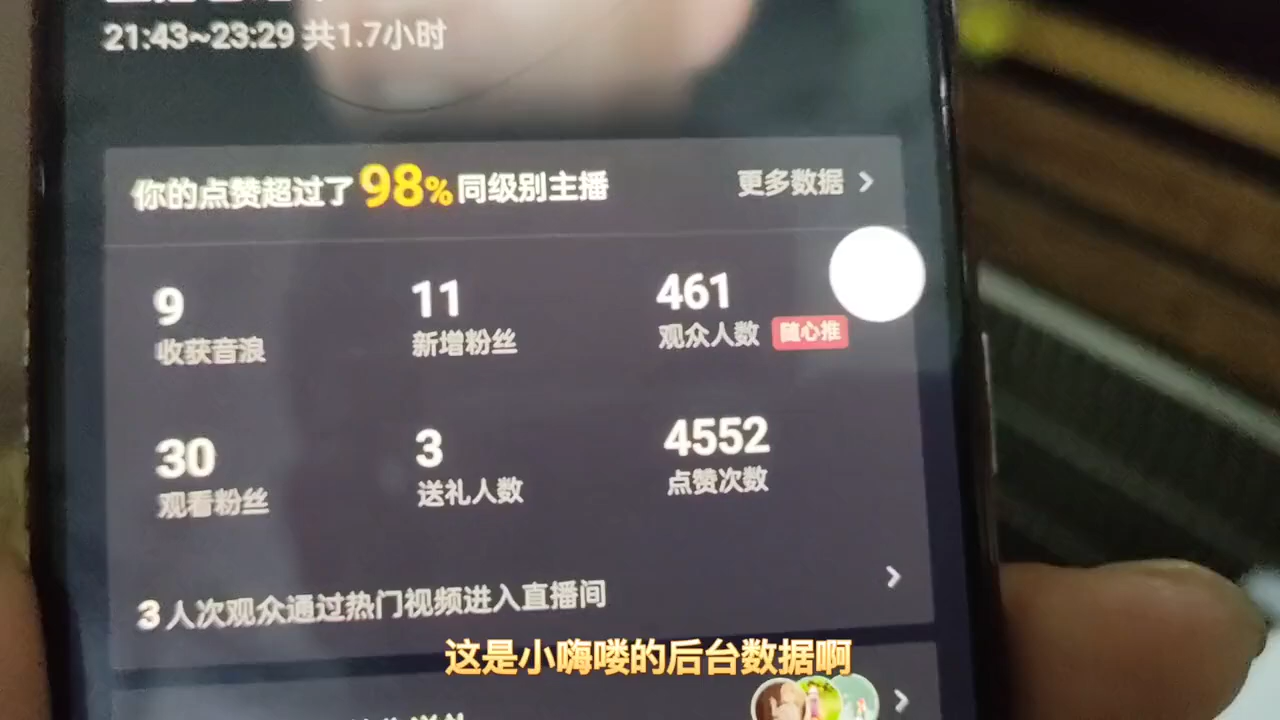 21:43~23:29 共1.7小时
你的点赞超过了98%同级别主播 更多数据
9 11 461
收获音浪 新增粉丝 观众人数 随心推
30 3 4552
观看粉丝 送礼人数 点赞次数
3人次观众通过热门视频进入直播间
这是小嗨喽的后台数据啊